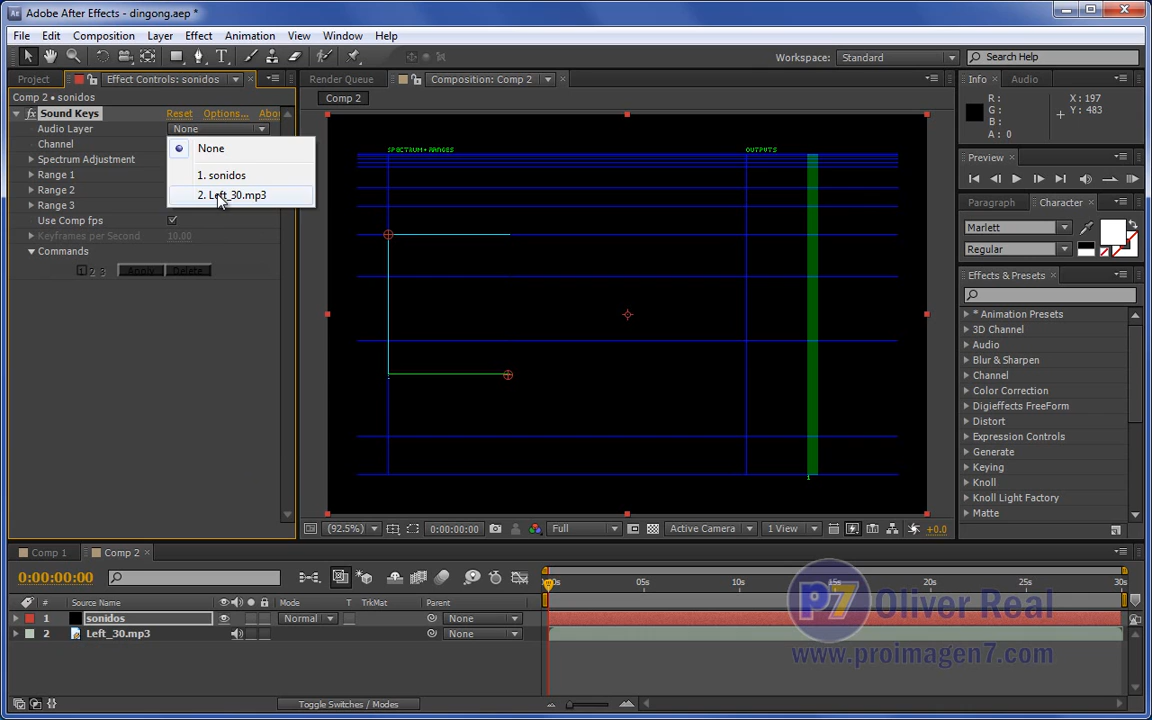 Adobe After Effects - dingong.aep *
File Edit Composition Layer Effect Animation View Window Help
Workspace: Standard Search Help
Project Effect Controls: sonidos Render Queue Composition: Comp 2 Info Audio
Comp 2 • sonidos
Comp 2
R: X: 197
G: Y: 483
B:
A: 0
Sound Keys Reset Options... Abo
Audio Layer None
Channel
Spectrum Adjustment
Range 1
Range 2
Range 3
Use Comp fps
Keyframes per Second 10.00
Commands
1 2 3 Apply Delete
None
1. sonidos
2. Left_30.mp3
SPECTRUM+RANGES OUTPUTS
1
Preview
Paragraph Character
Marlett
Regular
Effects & Presets
* Animation Presets
3D Channel
Audio
Blur & Sharpen
Channel
Color Correction
Digieffects FreeForm
Distort
Expression Controls
Generate
Keying
Knoll
Knoll Light Factory
Matte
(92.5%) 0:00:00:00 Full Active Camera 1 View +0.0
Comp 1 Comp 2
0:00:00:00
05s 10s 15s 20s 25s 30s
# Source Name Mode T TrkMat Parent
1 sonidos Normal None
2 Left_30.mp3 None
Toggle Switches / Modes
P7 Oliver Real
www.proimagen7.com